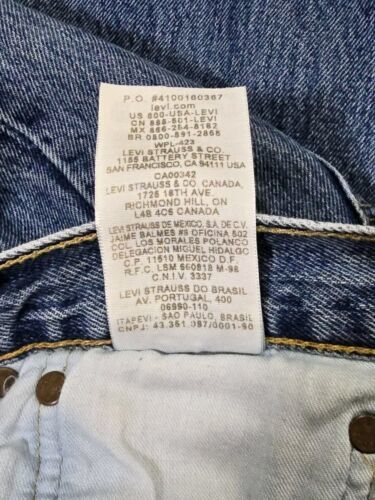 P.O. #4100160367
levi.com
US 800-USA-LEVI
CN 888-501-LEVI
MX 866-254-8162
BR 0800-891-2868
WPL-423
LEVI STRAUSS & CO.
1155 BATTERY STREET
SAN FRANCISCO, CA 94111 USA
CA00342
LEVI STRAUSS & CO. CANADA,
1725 16TH AVE.
RICHMOND HILL, ON
L4B 4C6 CANADA
LEVI STRAUSS DE MEXICO, S.A. DE C.V.
JAIME BALMES #8 OFICINA 502
COL. LOS MORALES POLANCO
DELEGACION MIGUEL HIDALGO
C.P. 11510 MEXICO D.F.
R.F.C. LSM 660818 M-98
C.N.I.V. 3337
LEVI STRAUSS DO BRASIL
AV. PORTUGAL, 400
06690-110
ITAPEVI - SAO PAULO, BRASIL
CNPJ: 43.351.097/0001-90